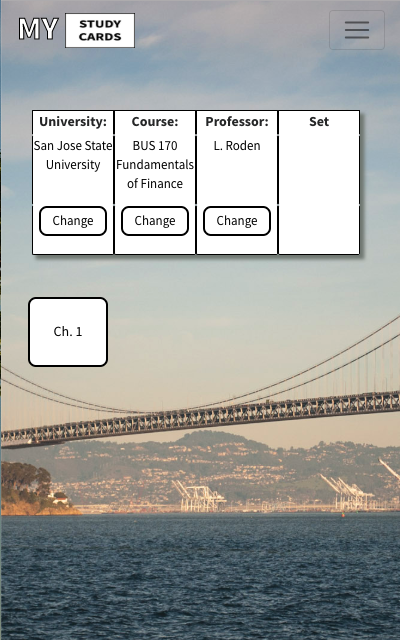 MY STUDY CARDS
University: Course: Professor: Set
San Jose State University BUS 170 Fundamentals of Finance L. Roden
Change Change Change
Ch. 1